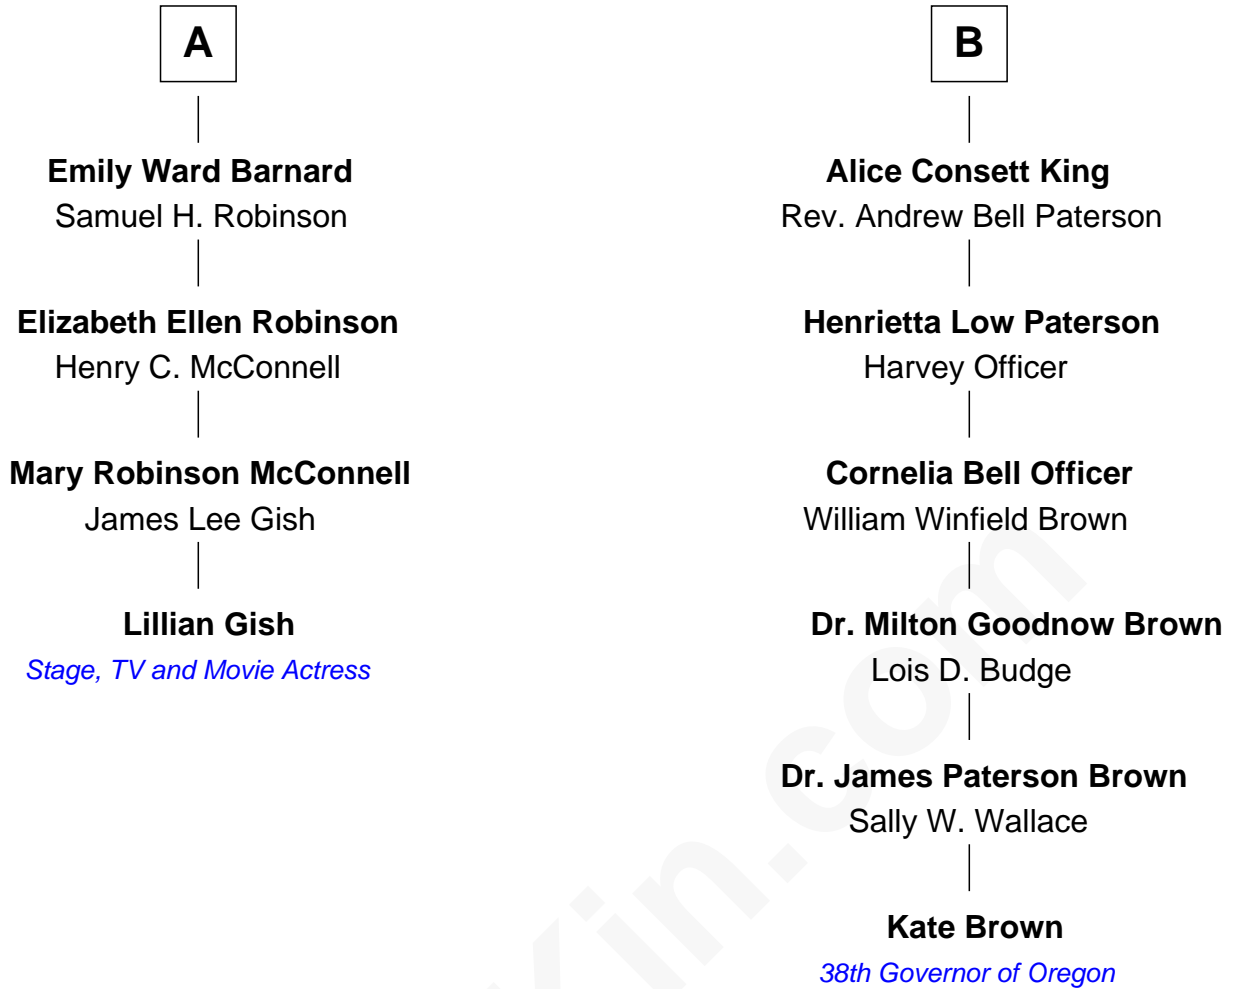 A
Emily Ward Barnard
Samuel H. Robinson
Elizabeth Ellen Robinson
Henry C. McConnell
Mary Robinson McConnell
James Lee Gish
Lillian Gish
Stage, TV and Movie Actress
B
Alice Consett King
Rev. Andrew Bell Paterson
Henrietta Low Paterson
Harvey Officer
Cornelia Bell Officer
William Winfield Brown
Dr. Milton Goodnow Brown
Lois D. Budge
Dr. James Paterson Brown
Sally W. Wallace
Kate Brown
38th Governor of Oregon
Kin.com